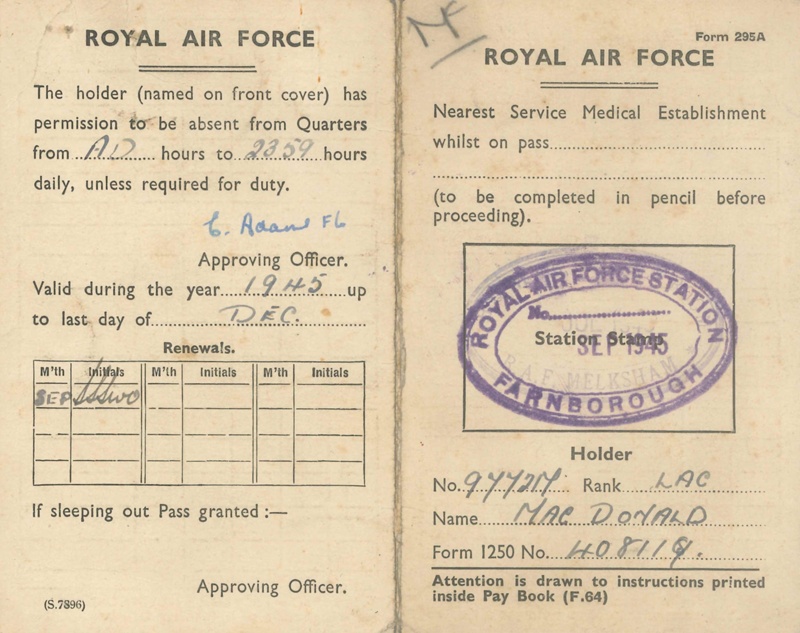 ROYAL AIR FORCE
The holder (named on front cover) has
permission to be absent from Quarters
from AD hours to 2359 hours
daily, unless required for duty.
C. Adams FL
Approving Officer.
Valid during the year 1945 up
to last day of DEC.
Renewals.
M'th Initials M'th Initials M'th Initials
SEP
If sleeping out Pass granted :—
Approving Officer.
(S.7896)
Form 295A
ROYAL AIR FORCE
Nearest Service Medical Establishment
whilst on pass
(to be completed in pencil before
proceeding).
ROYAL AIR FORCE STATION
No.
Station Stamp
SEP 1945
R.A.F. MELKSHAM
FARNBOROUGH
Holder
No. Rank LAC
Name MAC DONALD
Form 1250 No.
Attention is drawn to instructions printed
inside Pay Book (F.64)